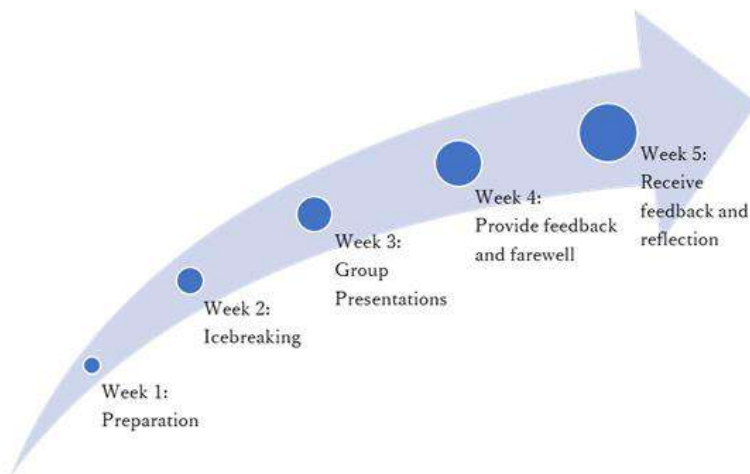 Week 1:
Preparation
Week 2:
Icebreaking
Week 3:
Group
Presentations
Week 4:
Provide feedback
and farewell
Week 5:
Receive
feedback and
reflection